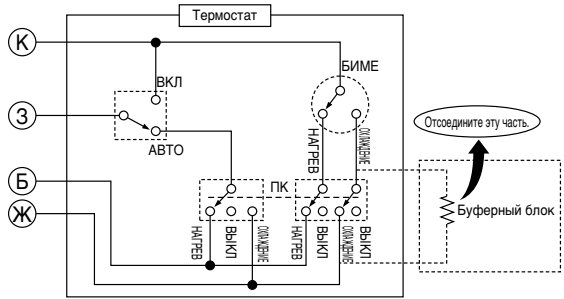 Термостат
К
БИМЕ
ВКЛ
З
АВТО
НАГРЕВ
ОХЛАЖДЕНИЕ
Отсоедините эту часть.
Б
ПК
Буферный блок
Ж
НАГРЕВ
ВЫКЛ
ОХЛАЖДЕНИЕ
НАГРЕВ
ВЫКЛ
ОХЛАЖДЕНИЕ
ВЫКЛ